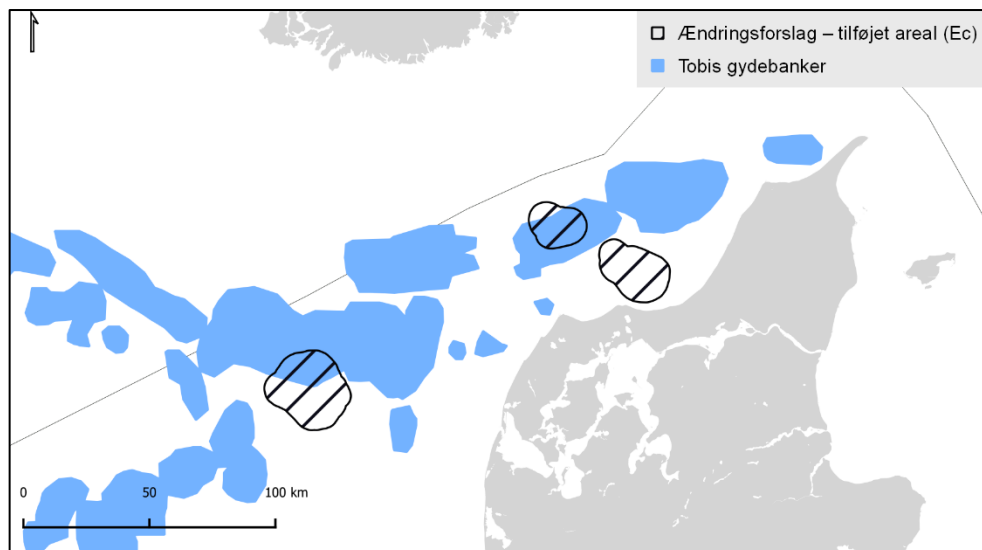 Ændringsforslag – tilføjet areal (Ec)
Tobis gydebanker
0 50 100 km